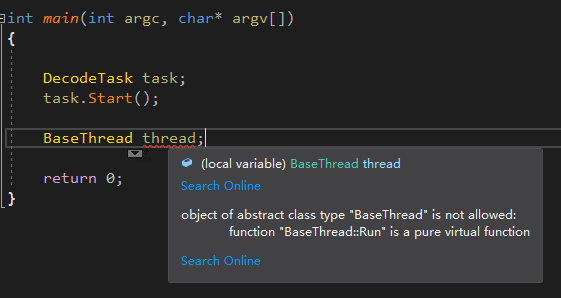 int main(int argc, char* argv[])
{
DecodeTask task;
task.Start();
BaseThread thread;
(local variable) BaseThread thread
Search Online
object of abstract class type "BaseThread" is not allowed:
function "BaseThread::Run" is a pure virtual function
Search Online
return 0;
}